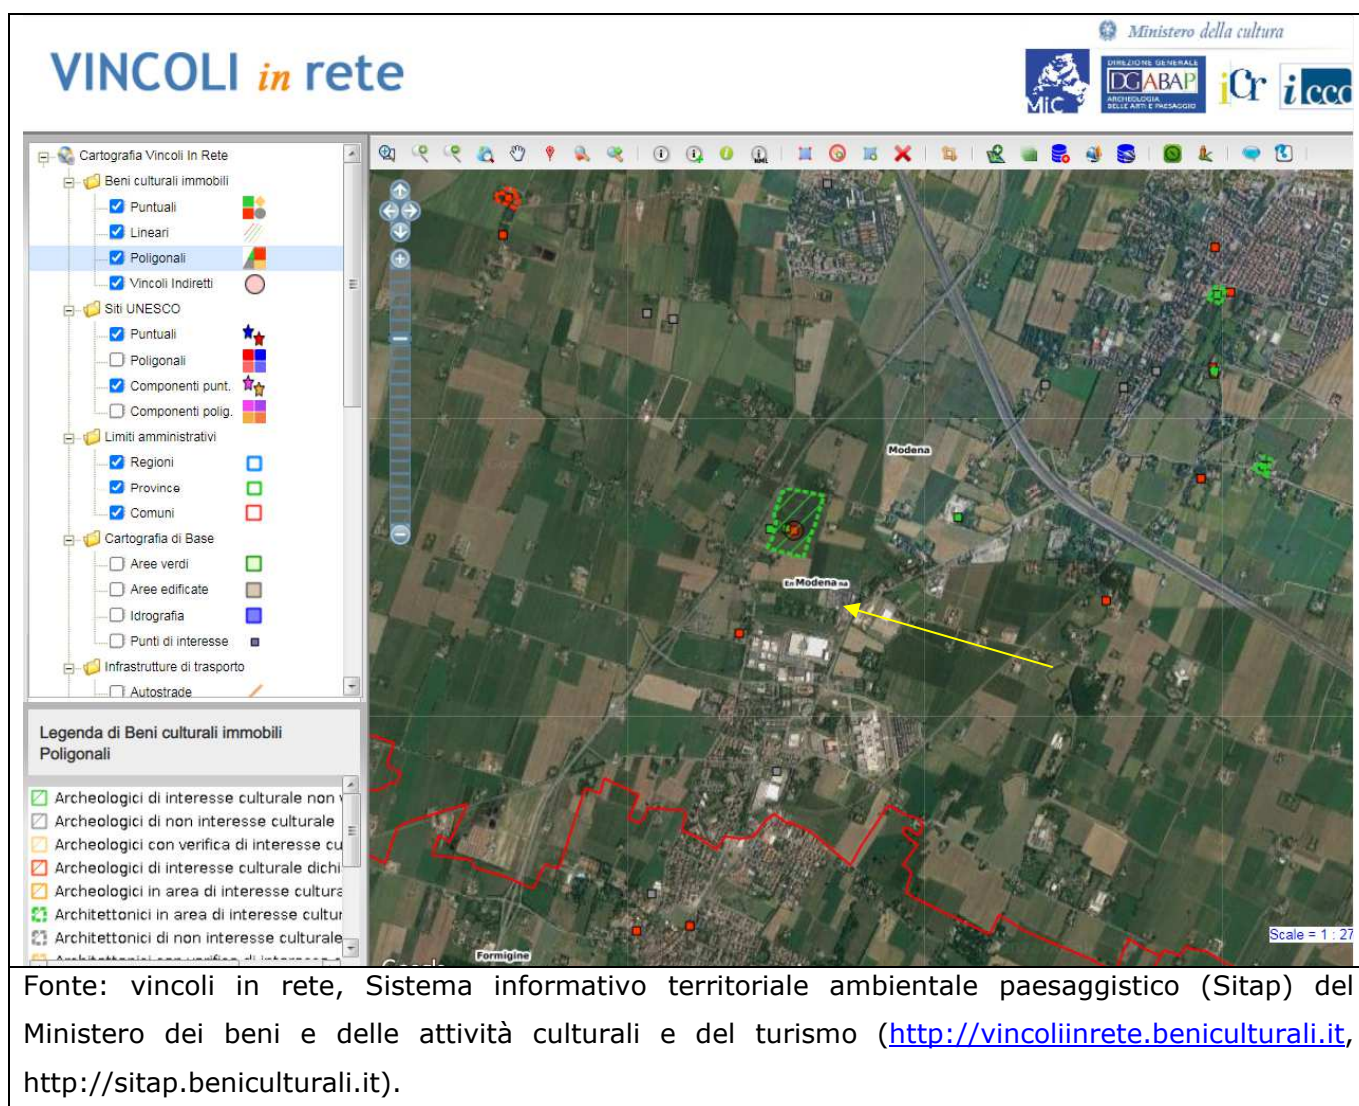 VINCOLI in rete
Ministero della cultura
MiC
DIREZIONE GENERALE
DGABAP
ARCHEOLOGIA
BELLE ARTI E PAESAGGIO
iCr
iccd
Cartografia Vincoli In Rete
Beni culturali immobili
Puntuali
Lineari
Poligonali
Vincoli Indiretti
Siti UNESCO
Puntuali
Poligonali
Componenti punt.
Componenti polig.
Limiti amministrativi
Regioni
Province
Comuni
Cartografia di Base
Aree verdi
Aree edificate
Idrografia
Punti di interesse
Infrastrutture di trasporto
Autostrade
Legenda di Beni culturali immobili
Poligonali
Archeologici di interesse culturale non v
Archeologici di non interesse culturale
Archeologici con verifica di interesse cu
Archeologici di interesse culturale dichi
Archeologici in area di interesse cultura
Architettonici in area di interesse cultur
Architettonici di non interesse culturale
Modena
Modena
Formigine
Google
Scale = 1 : 27
Fonte: vincoli in rete, Sistema informativo territoriale ambientale paesaggistico (Sitap) del
Ministero dei beni e delle attività culturali e del turismo (http://vincoliinrete.beniculturali.it,
http://sitap.beniculturali.it).